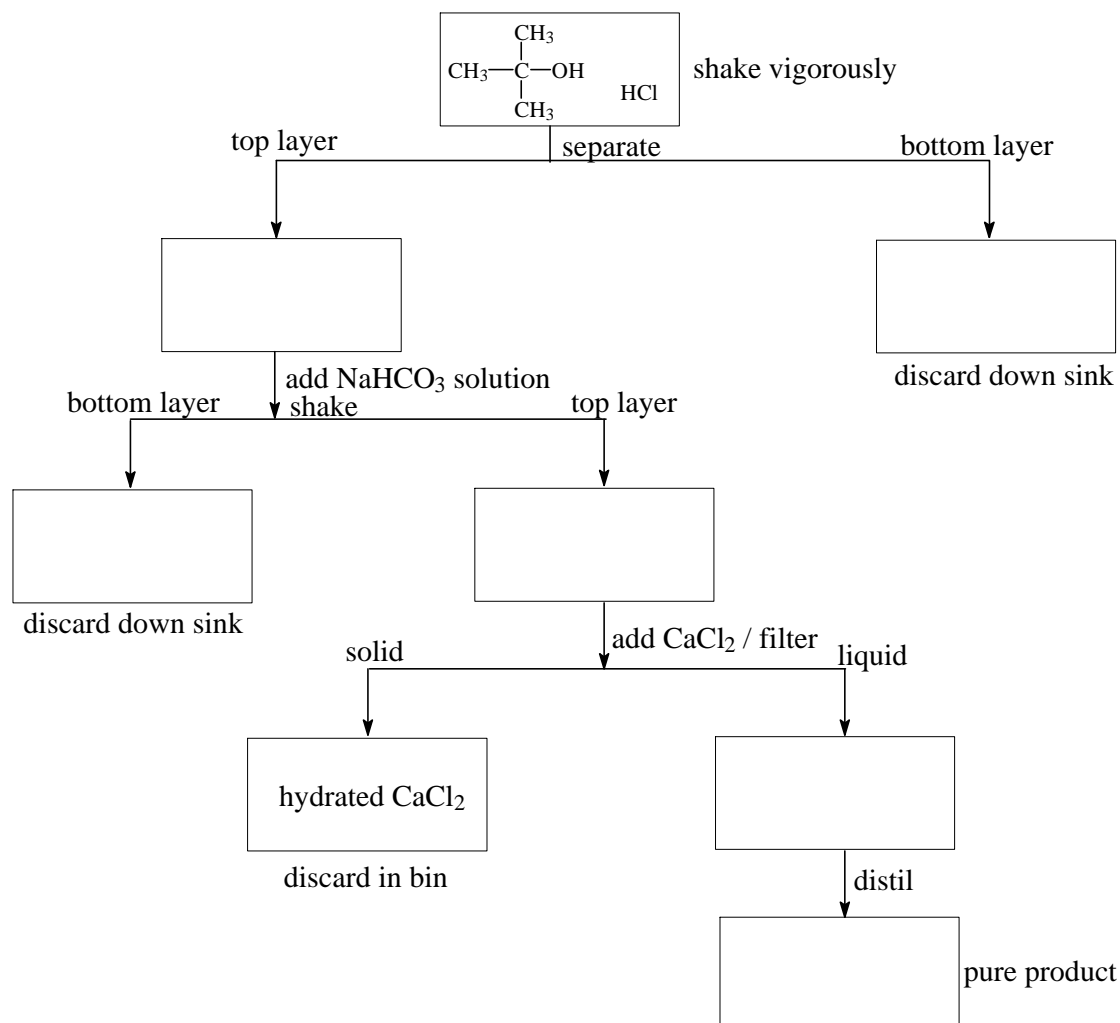 CH₃
CH₃—C—OH
HCl
CH₃
shake vigorously
top layer
separate
bottom layer
discard down sink
add NaHCO₃ solution
shake
bottom layer
top layer
discard down sink
add CaCl₂ / filter
solid
liquid
hydrated CaCl₂
discard in bin
distil
pure product